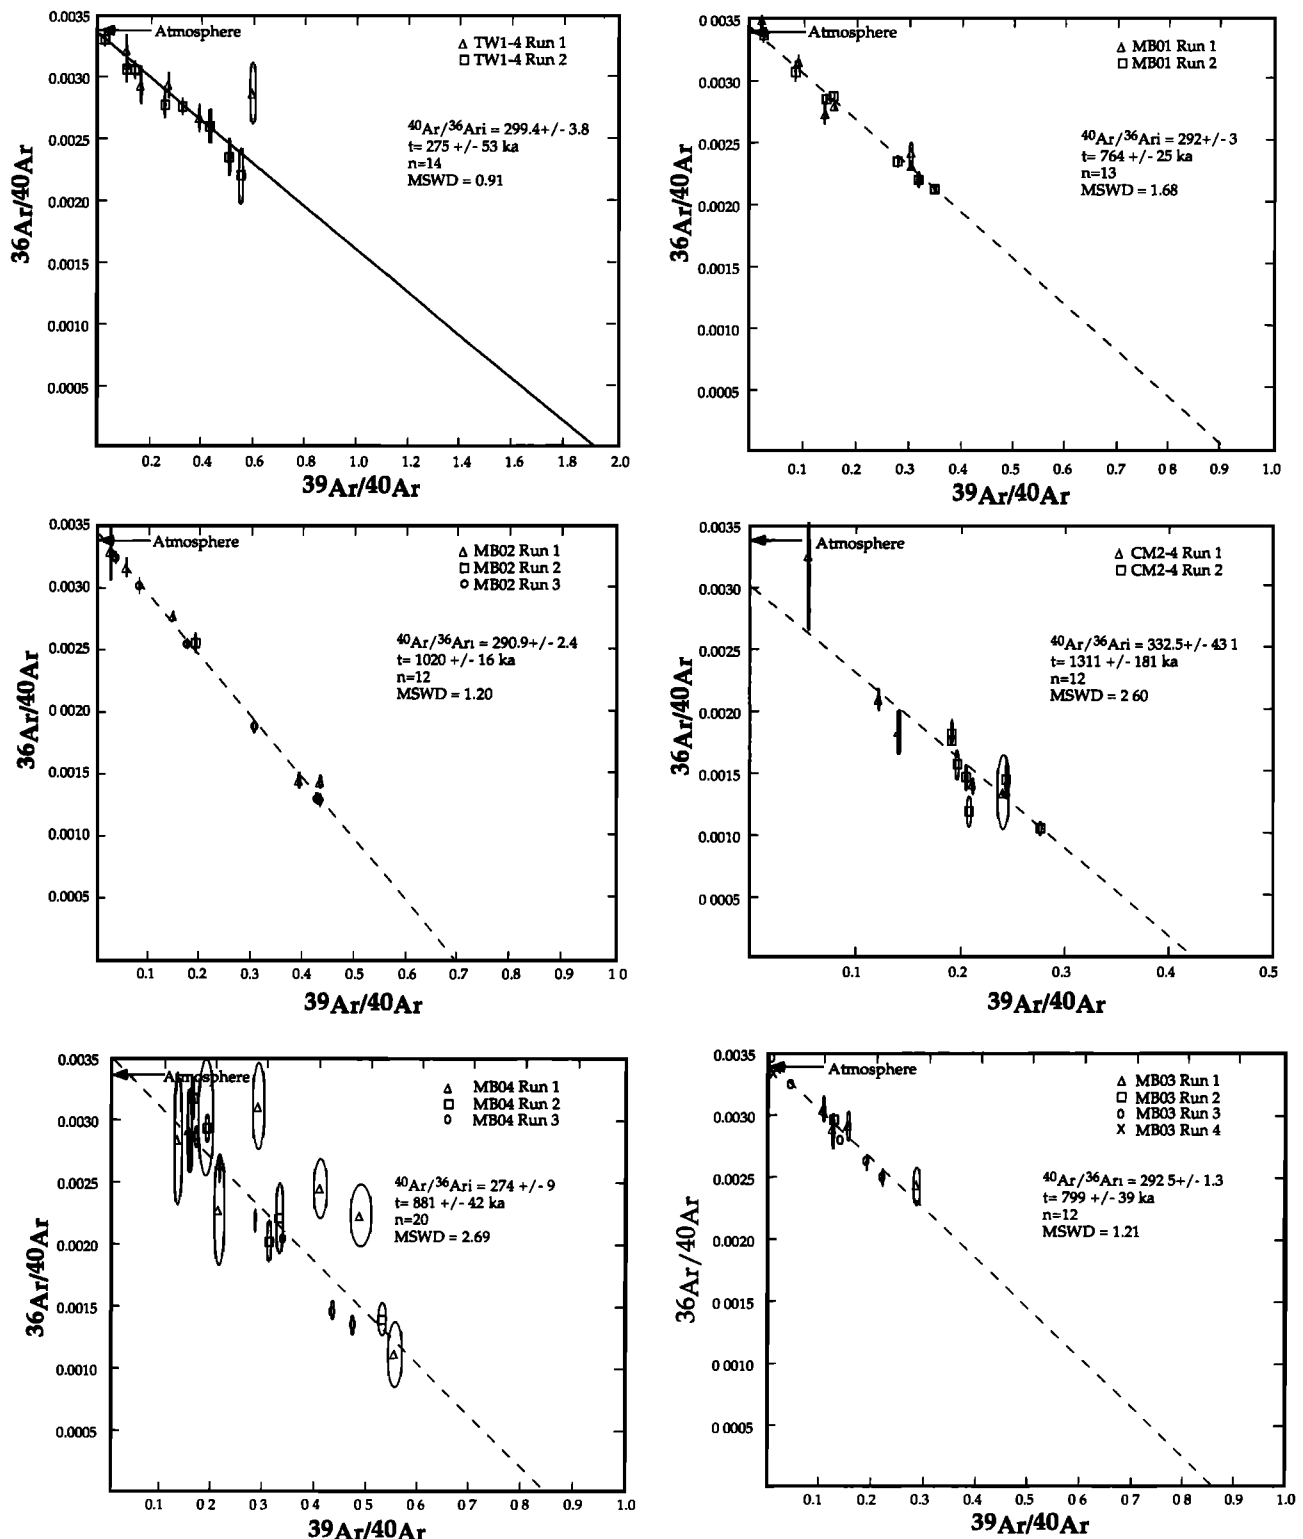 0.0035
0.0030
0.0025
0.0020
0.0015
0.0010
0.0005
36Ar/40Ar
Atmosphere
TW1-4 Run 1
TW1-4 Run 2
40Ar/36Ari = 299.4+/- 3.8
t= 275 +/- 53 ka
n=14
MSWD = 0.91
0.2 0.4 0.6 0.8 1.0 1.2 1.4 1.6 1.8 2.0
39Ar/40Ar
0.0035
0.0030
0.0025
0.0020
0.0015
0.0010
0.0005
36Ar/40Ar
Atmosphere
MB01 Run 1
MB01 Run 2
40Ar/36Ari = 292+/- 3
t= 764 +/- 25 ka
n=13
MSWD = 1.68
0.1 0.2 0.3 0.4 0.5 0.6 0.7 0.8 0.9 1.0
39Ar/40Ar
0.0035
0.0030
0.0025
0.0020
0.0015
0.0010
0.0005
36Ar/40Ar
Atmosphere
MB02 Run 1
MB02 Run 2
MB02 Run 3
40Ar/36Arı = 290.9+/- 2.4
t= 1020 +/- 16 ka
n=12
MSWD = 1.20
0.1 0.2 0.3 0.4 0.5 0.6 0.7 0.8 0.9 1 0
39Ar/40Ar
0.0035
0.0030
0.0025
0.0020
0.0015
0.0010
0 0005
36Ar/40Ar
Atmosphere
CM2-4 Run 1
CM2-4 Run 2
40Ar/36Ari = 332.5+/- 43 1
t= 1311 +/- 181 ka
n=12
MSWD = 2 60
0.1 0.2 0.3 0.4 0.5
39Ar/40Ar
0.0035
0.0030
0.0025
0.0020
0.0015
0.0010
0.0005
36Ar/40Ar
Atmosphere
MB04 Run 1
MB04 Run 2
MB04 Run 3
40Ar/36Ari = 274 +/- 9
t= 881 +/- 42 ka
n=20
MSWD = 2.69
0.1 0 2 0.3 0 4 0.5 0.6 0.7 0 8 0.9 1.0
39Ar/40Ar
0.0035
0.0030
0.0025
0.0020
0.0015
0 0010
0 0005
36Ar/40Ar
Atmosphere
MB03 Run 1
MB03 Run 2
MB03 Run 3
MB03 Run 4
40Ar/36Arı = 292 5+/- 1.3
t= 799 +/- 39 ka
n=12
MSWD = 1.21
0.1 0.2 0.3 0.4 0.5 0.6 0 7 0 8 0.9 1.0
39Ar/40Ar